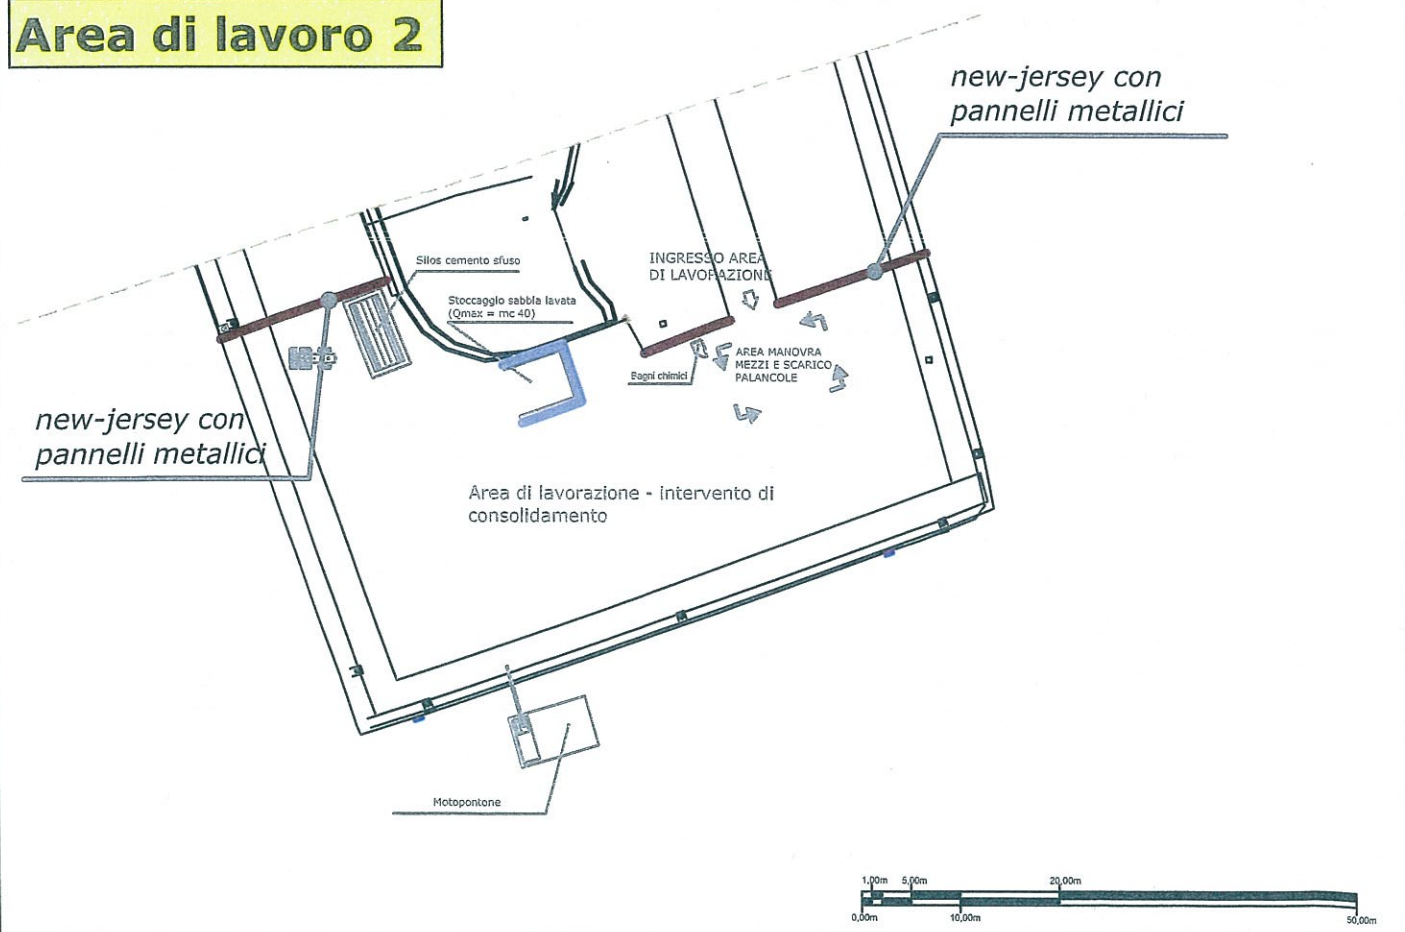 Area di lavoro 2
new-jersey con
pannelli metallici
Silos cemento sfuso
INGRESSO AREA
DI LAVORAZIONE
Stoccaggio sabbia lavata
(Qmax = mc 40)
AREA MANOVRA
MEZZI E SCARICO
PALANCOLE
Bagni chimici
new-jersey con
pannelli metallici
Area di lavorazione - intervento di
consolidamento
Motopontone
1,00m 5,00m 20,00m
0,00m 10,00m 50,00m